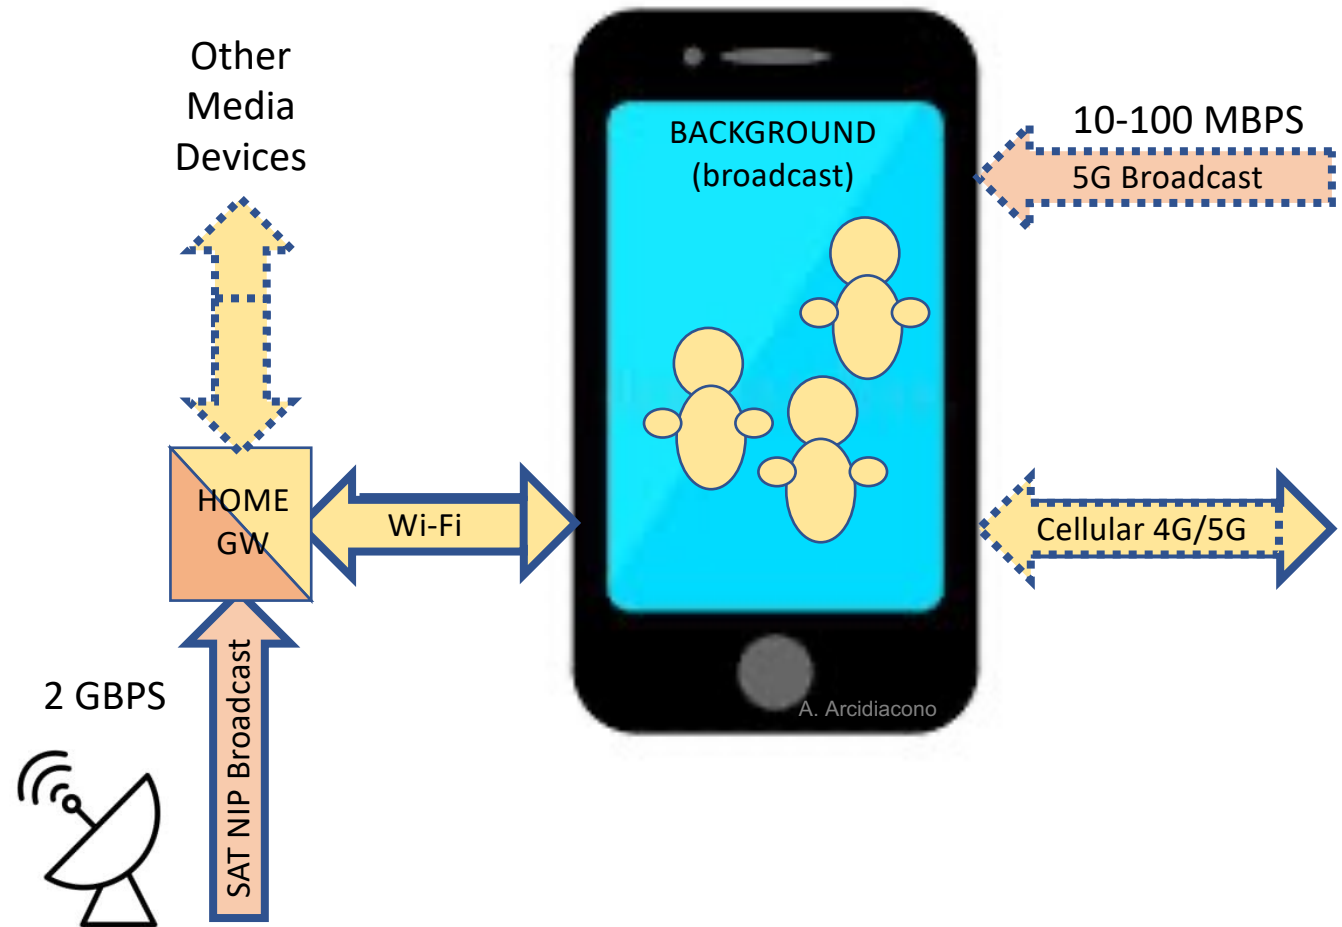 Other
Media
Devices
BACKGROUND
(broadcast)
10-100 MBPS
5G Broadcast
HOME
GW
Wi-Fi
Cellular 4G/5G
2 GBPS
SAT NIP Broadcast
A. Arcidiacono